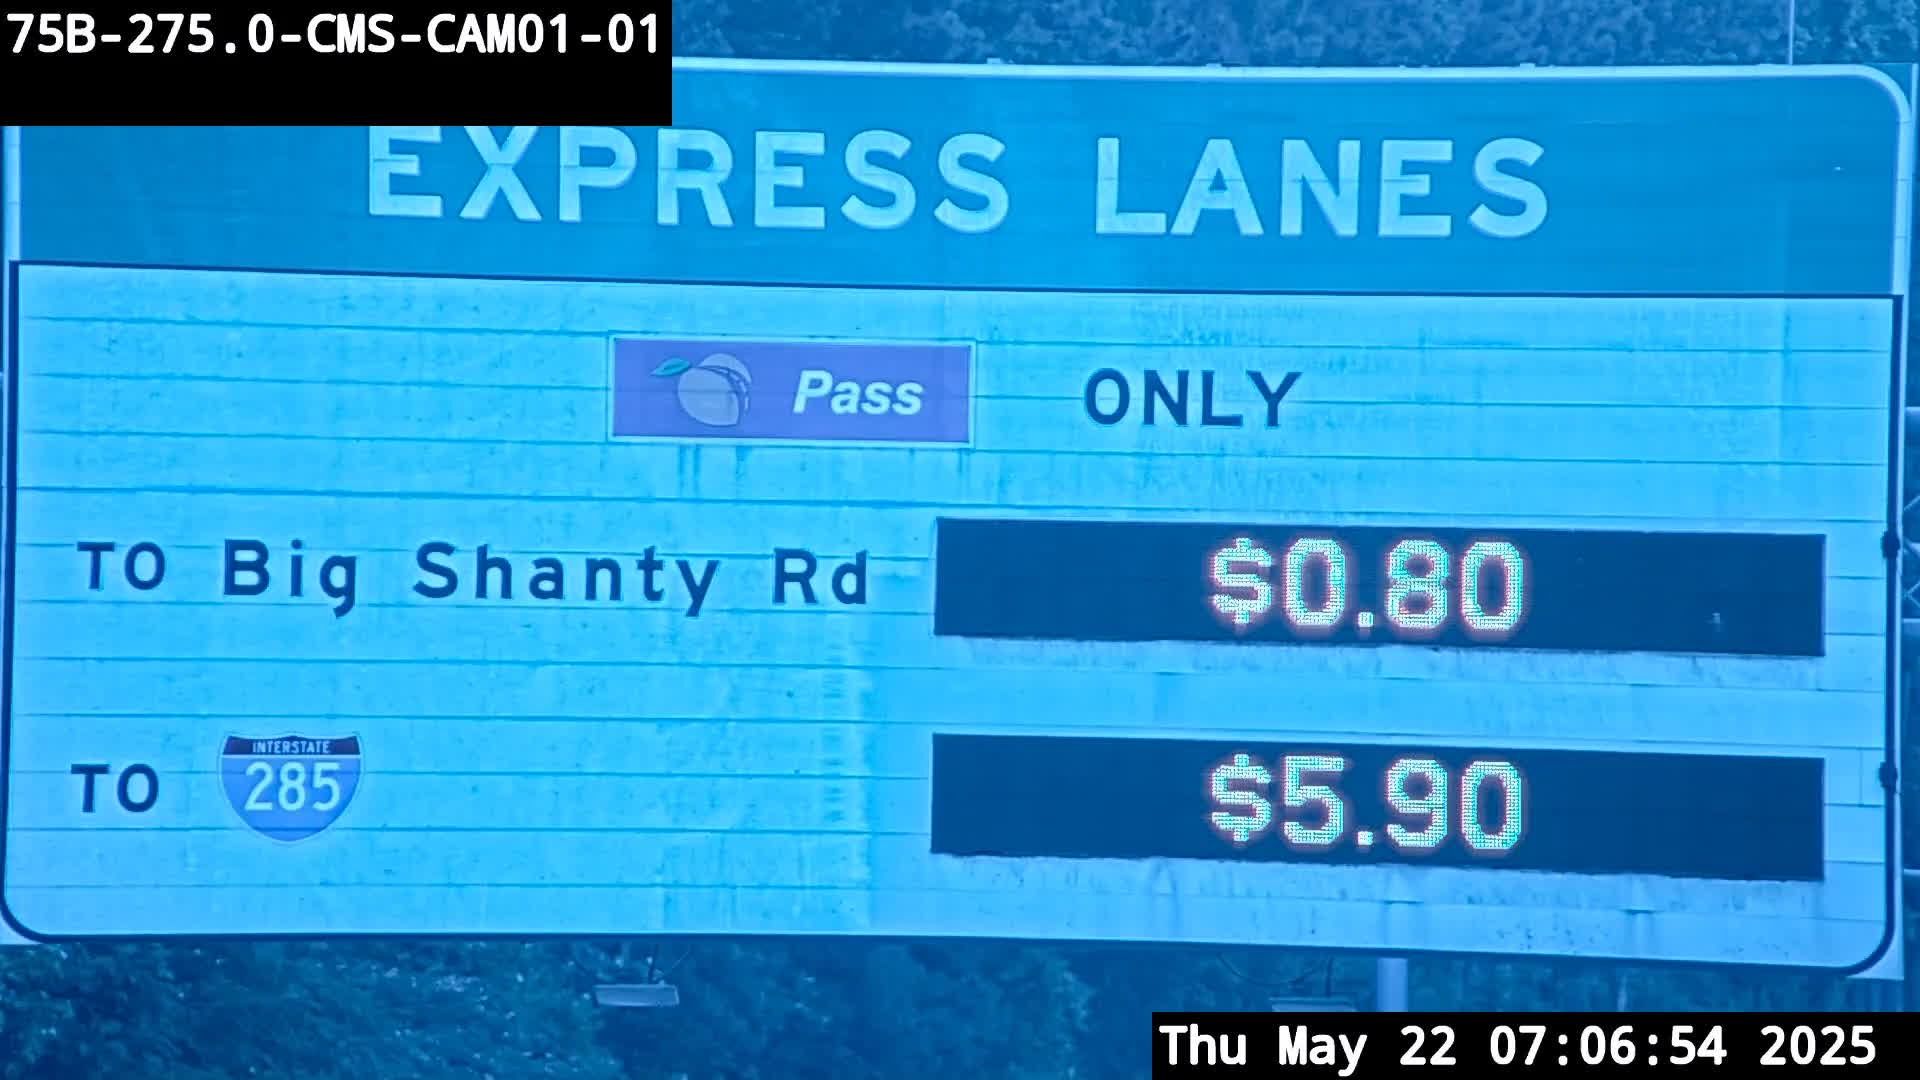 75B-275.0-CMS-CAM01-01
EXPRESS LANES
Pass ONLY
TO Big Shanty Rd $0.80
TO INTERSTATE 285 $5.90
Thu May 22 07:06:54 2025